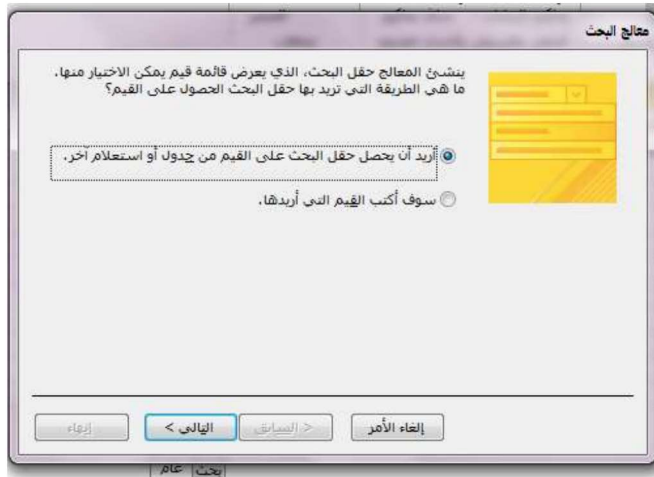 معالج البحث
ينشئ المعالج حقل البحث، الذي يعرض قائمة قيم يمكن الاختيار منها.
ما هي الطريقة التي تريد بها حقل البحث الحصول على القيم؟
أريد أن يحصل حقل البحث على القيم من جدول أو استعلام آخر.
سوف أكتب القيم التي أريدها.
إلغاء الأمر
< السابق
التالي >
إنهاء
بحث عام